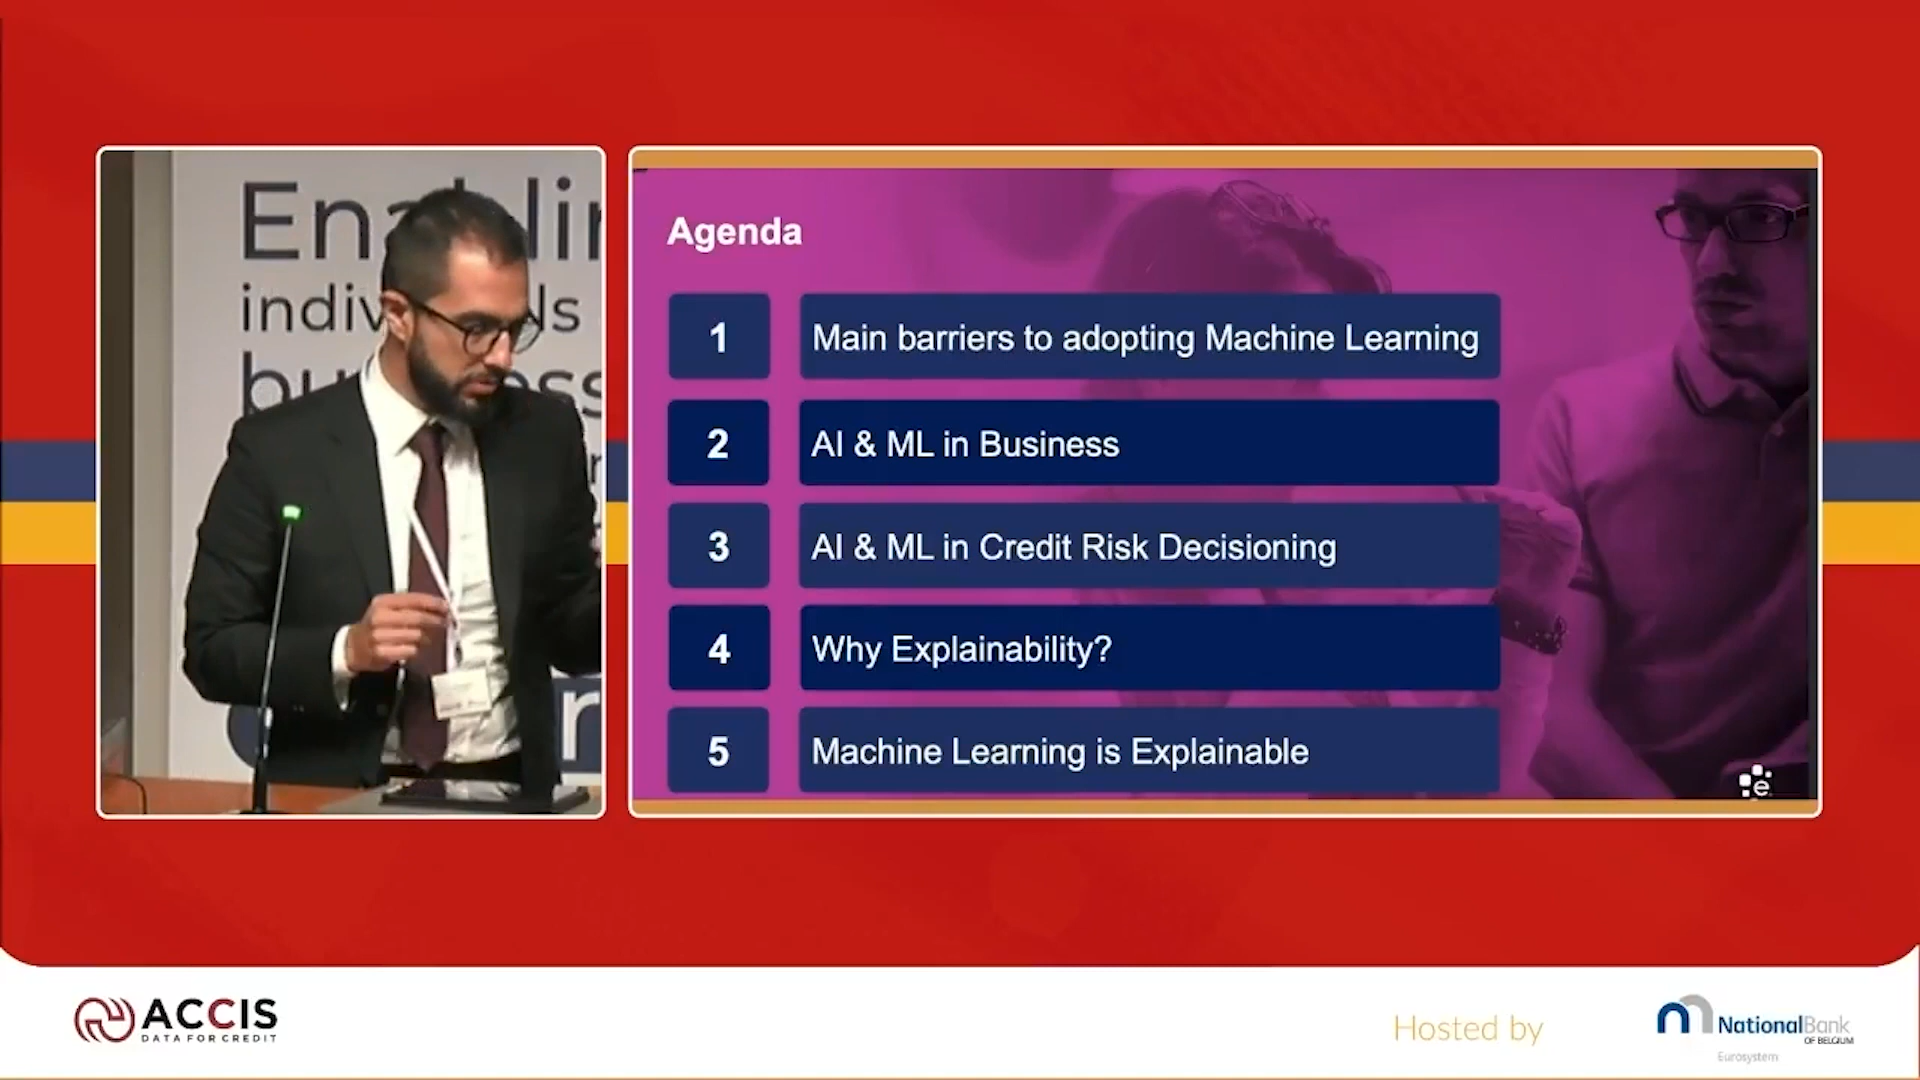 Agenda
1 Main barriers to adopting Machine Learning
2 AI & ML in Business
3 AI & ML in Credit Risk Decisioning
4 Why Explainability?
5 Machine Learning is Explainable
e
ACCIS
DATA FOR CREDIT
Hosted by
NationalBank
OF BELGIUM
Eurosystem